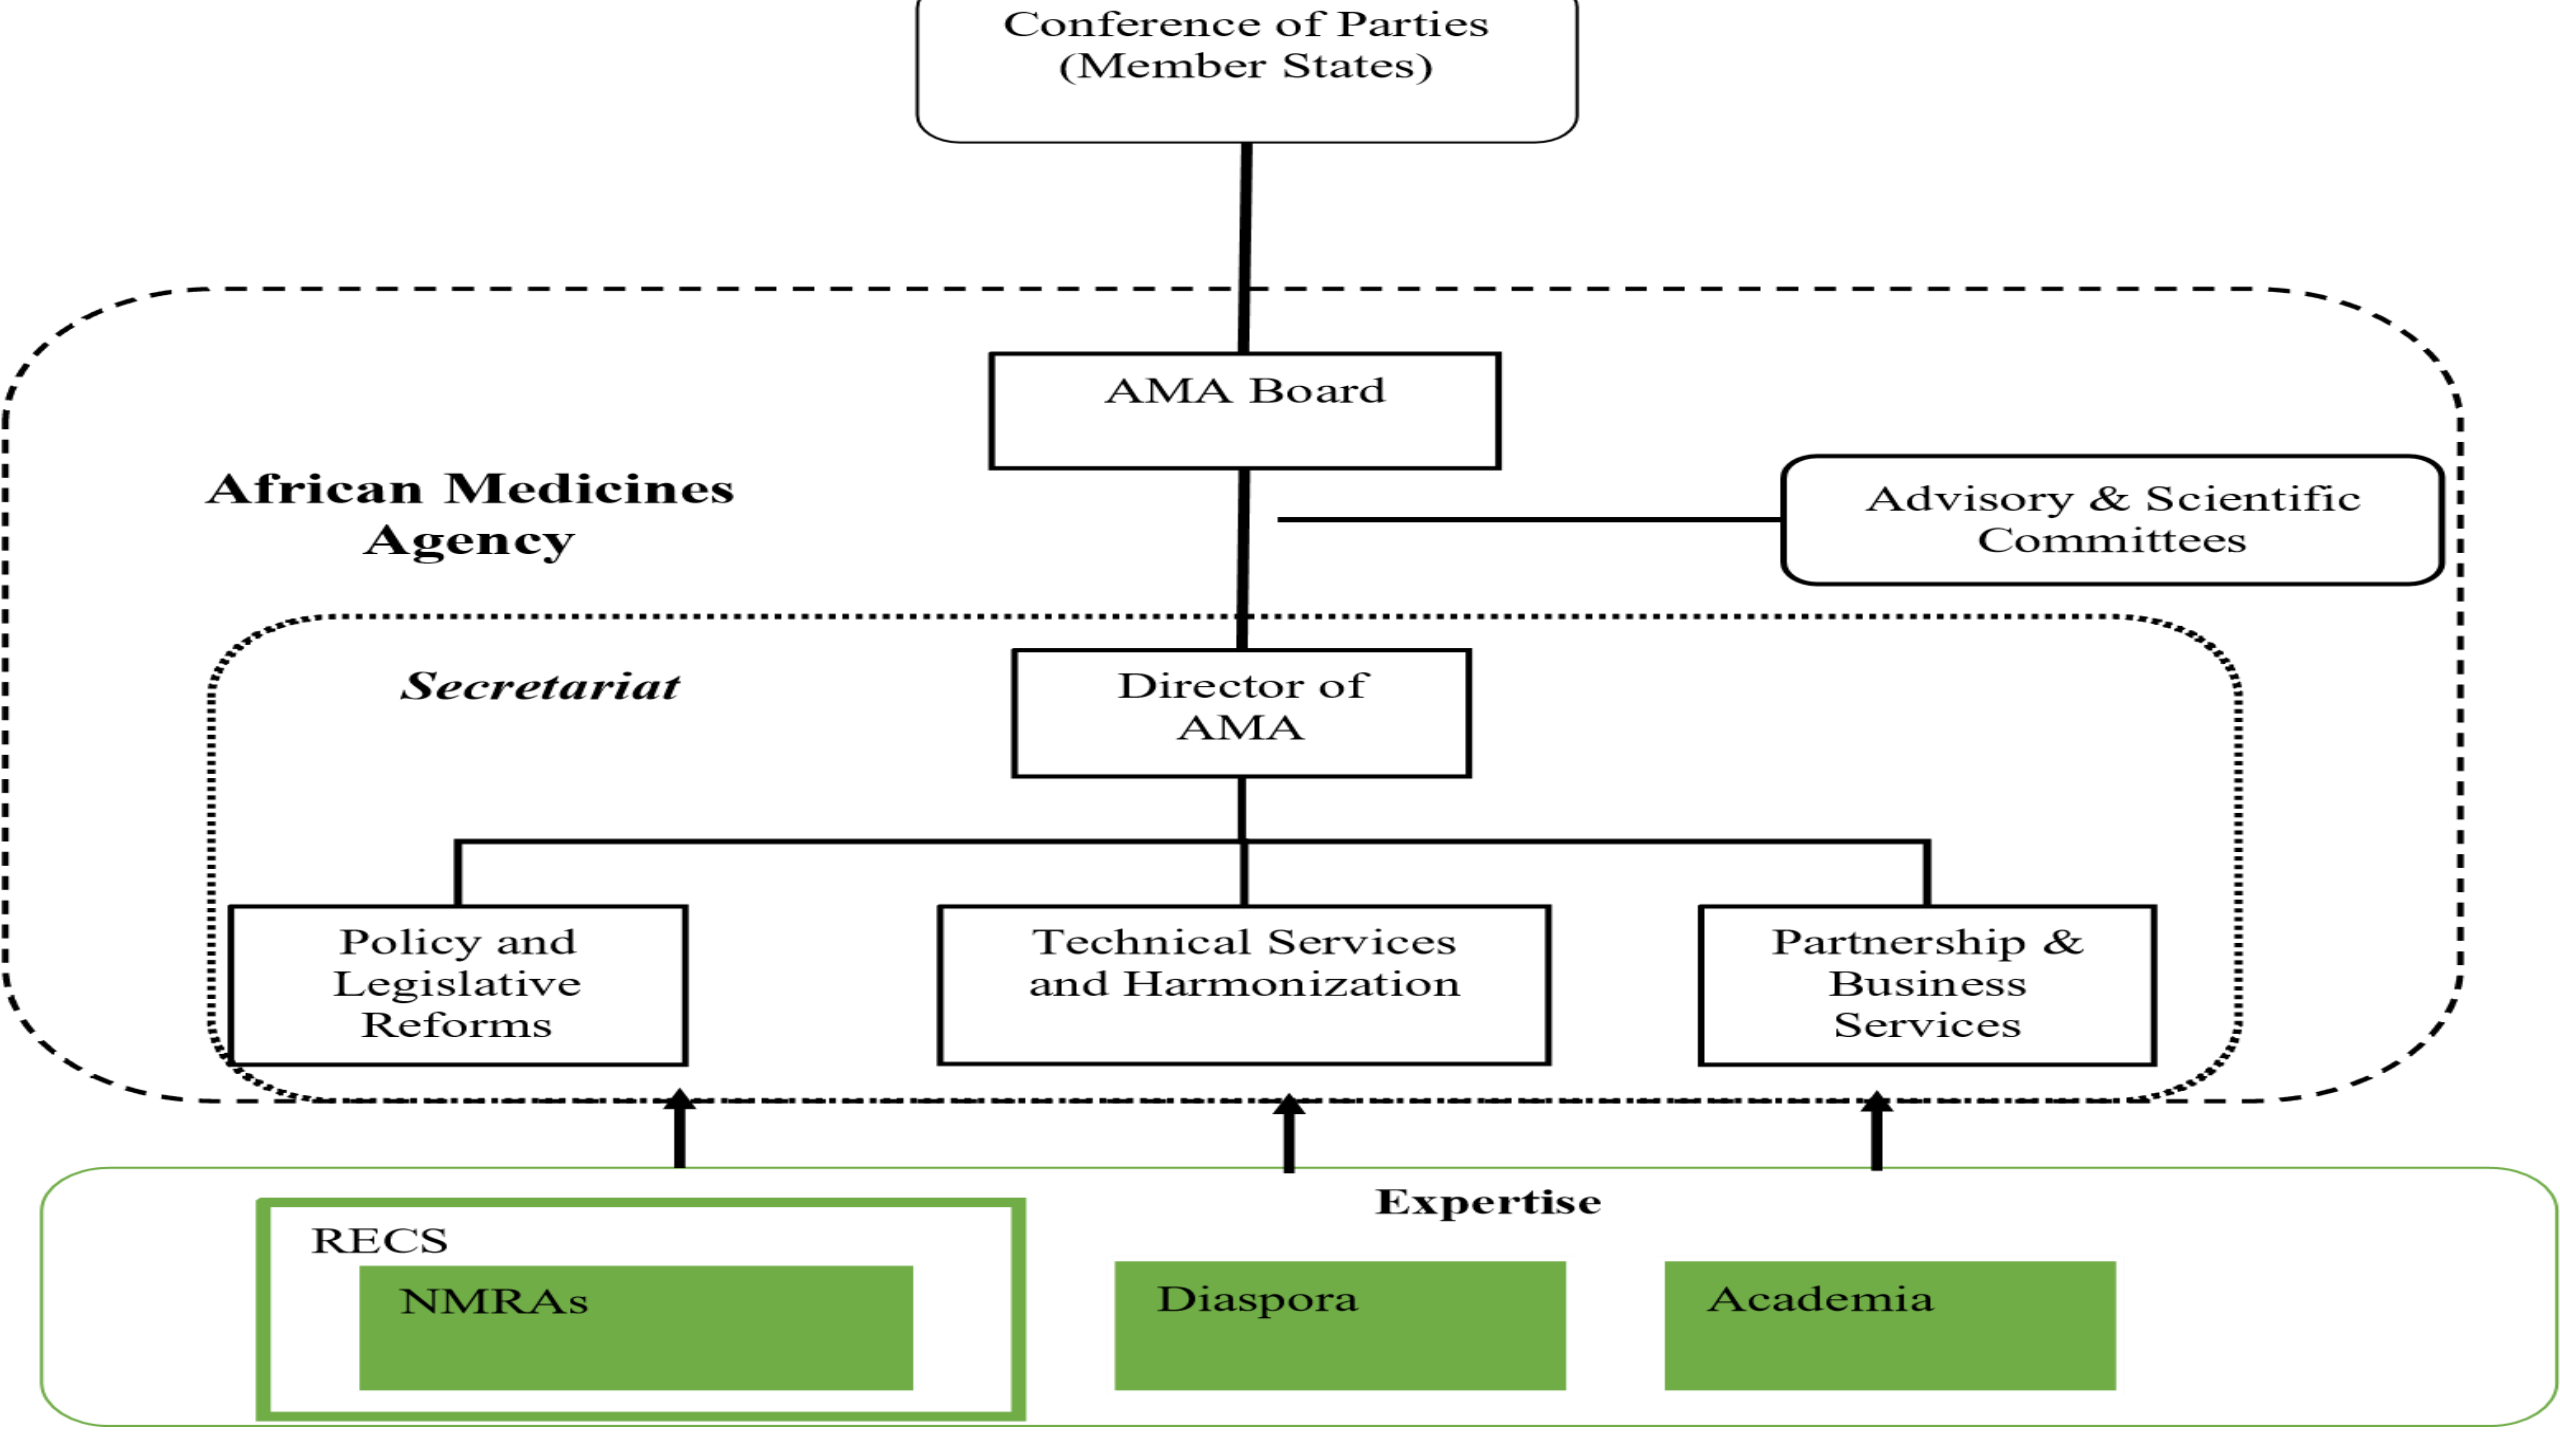 Conference of Parties
(Member States)
AMA Board
African Medicines
Agency
Advisory & Scientific
Committees
Secretariat
Director of
AMA
Policy and
Legislative
Reforms
Technical Services
and Harmonization
Partnership &
Business
Services
Expertise
RECS
NMRAs
Diaspora
Academia